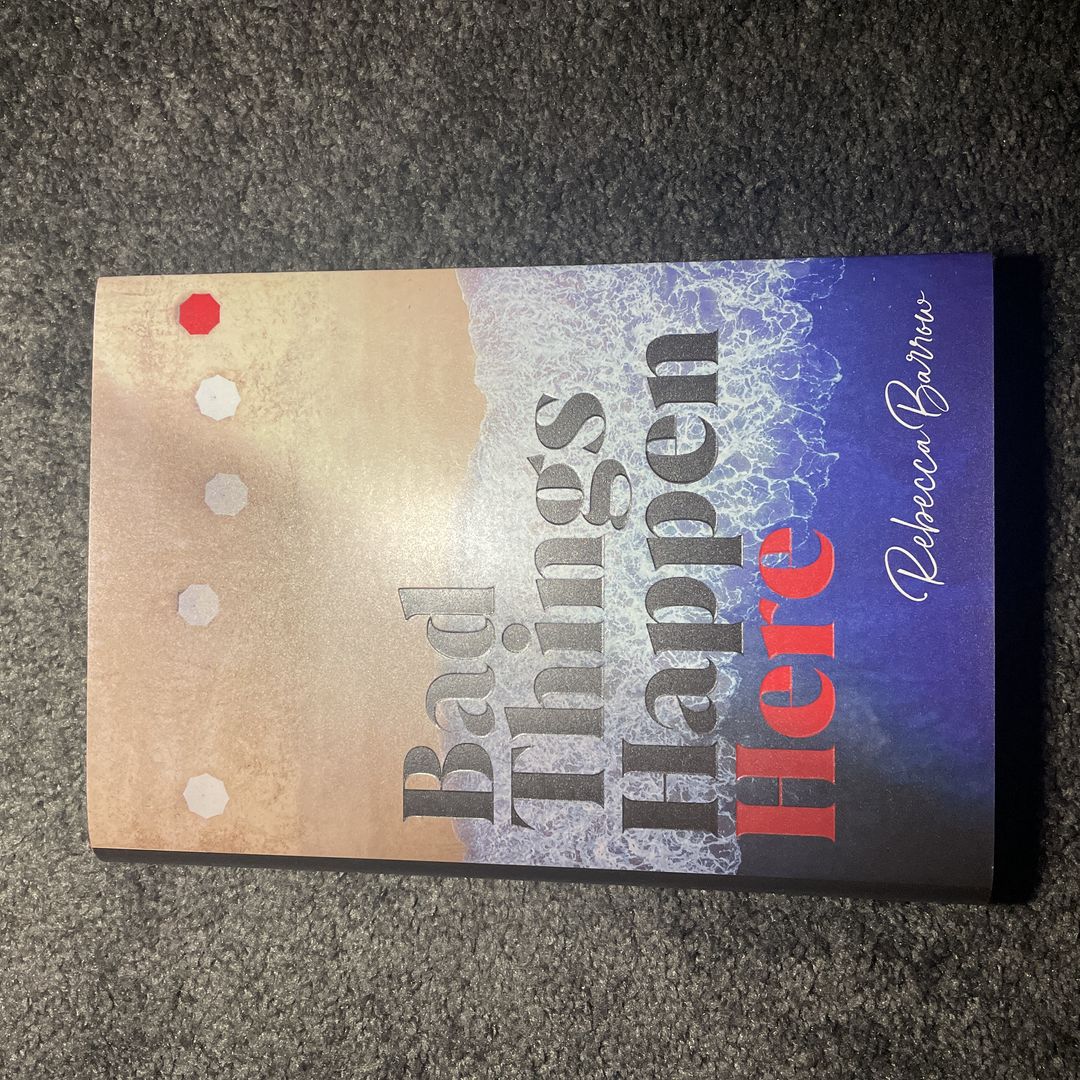 Bad
Things
Happen
Here
Rebecca Barrow